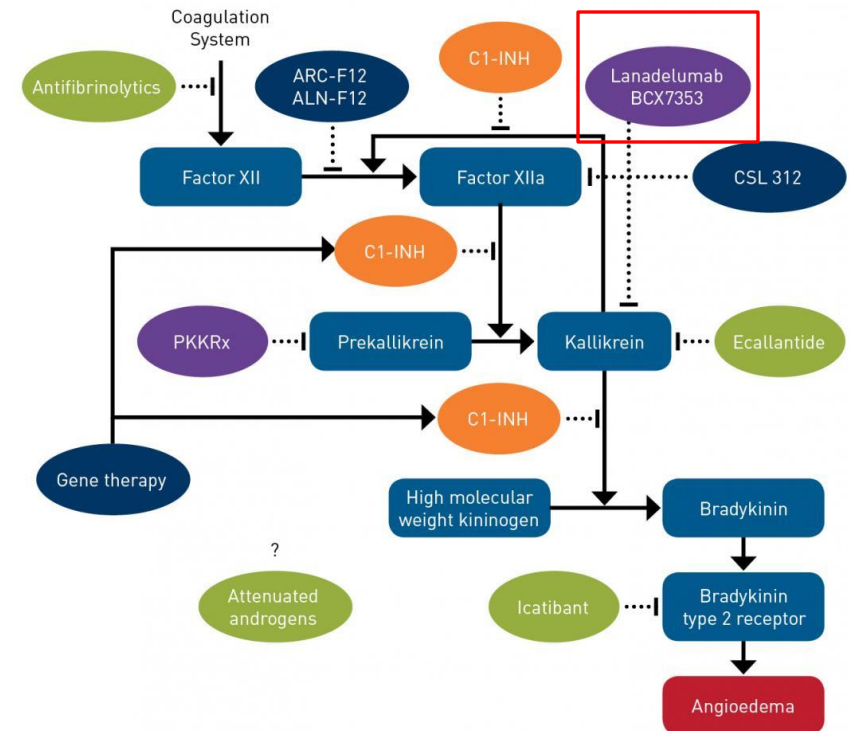 Coagulation
System
Antifibrinolytics
ARC-F12
ALN-F12
C1-INH
Lanadelumab
BCX7353
Factor XII
Factor XIIa
CSL 312
C1-INH
PKKRx
Prekallikrein
Kallikrein
Ecallantide
C1-INH
Gene therapy
High molecular
weight kininogen
Bradykinin
?
Attenuated
androgens
Icatibant
Bradykinin
type 2 receptor
Angioedema